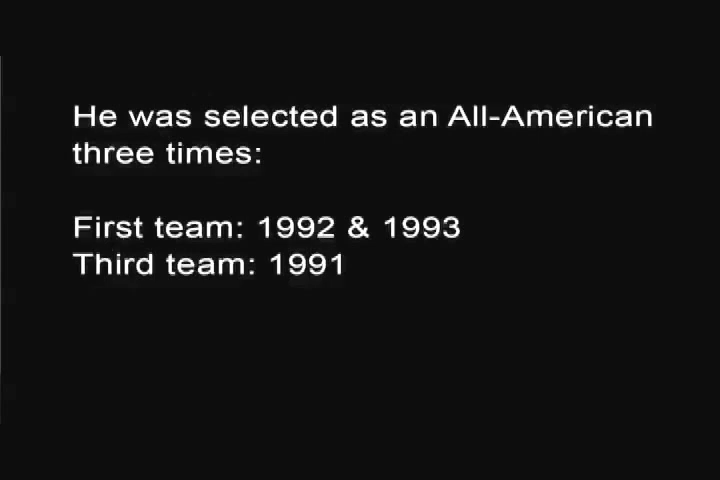 He was selected as an All-American
three times:
First team: 1992 & 1993
Third team: 1991